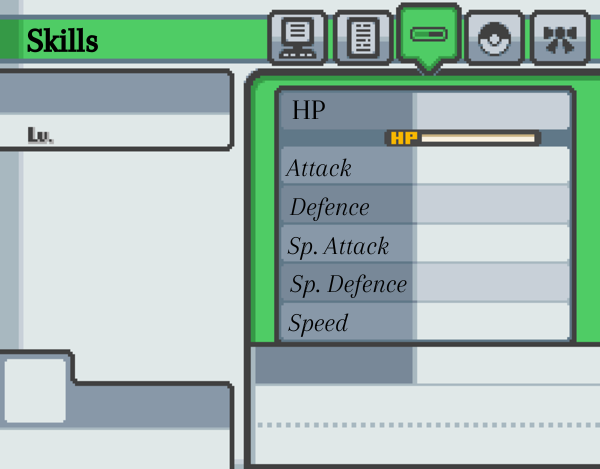 Skills
Lv.
HP
HP
Attack
Defence
Sp. Attack
Sp. Defence
Speed